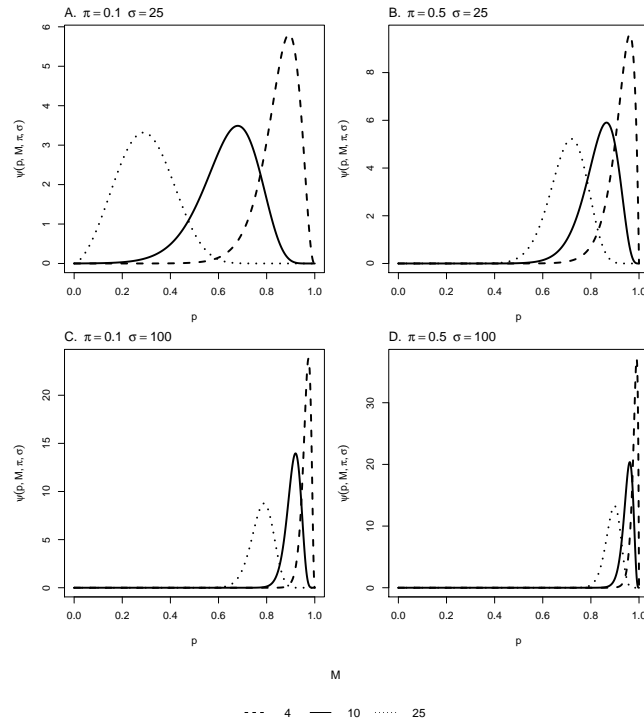 A. π = 0.1 σ = 25
ψ(p, M, π, σ)
0 1 2 3 4 5 6
0.0 0.2 0.4 0.6 0.8 1.0
p
B. π = 0.5 σ = 25
ψ(p, M, π, σ)
0 2 4 6 8
0.0 0.2 0.4 0.6 0.8 1.0
p
C. π = 0.1 σ = 100
ψ(p, M, π, σ)
0 5 10 15 20
0.0 0.2 0.4 0.6 0.8 1.0
p
D. π = 0.5 σ = 100
ψ(p, M, π, σ)
0 10 20 30
0.0 0.2 0.4 0.6 0.8 1.0
p
M
4 10 25